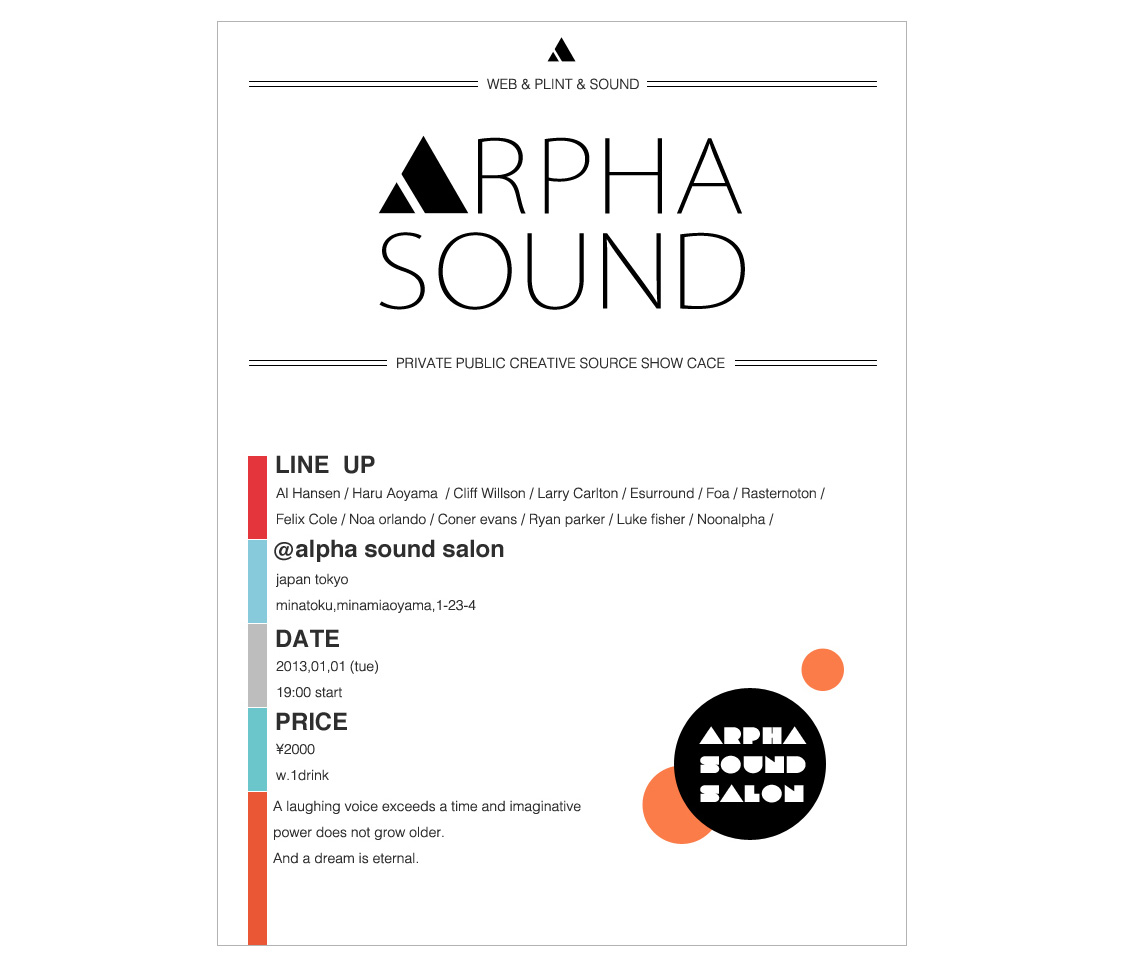 WEB & PLINT & SOUND
ARPHA
SOUND
PRIVATE PUBLIC CREATIVE SOURCE SHOW CACE
LINE UP
Al Hansen / Haru Aoyama / Cliff Willson / Larry Carlton / Esurround / Foa / Rasternoton /
Felix Cole / Noa orlando / Coner evans / Ryan parker / Luke fisher / Noonalpha /
@alpha sound salon
japan tokyo
minatoku,minamiaoyama,1-23-4
DATE
2013,01,01 (tue)
19:00 start
PRICE
¥2000
w.1drink
A laughing voice exceeds a time and imaginative
power does not grow older.
And a dream is eternal.
ARPHA
SOUND
SALON